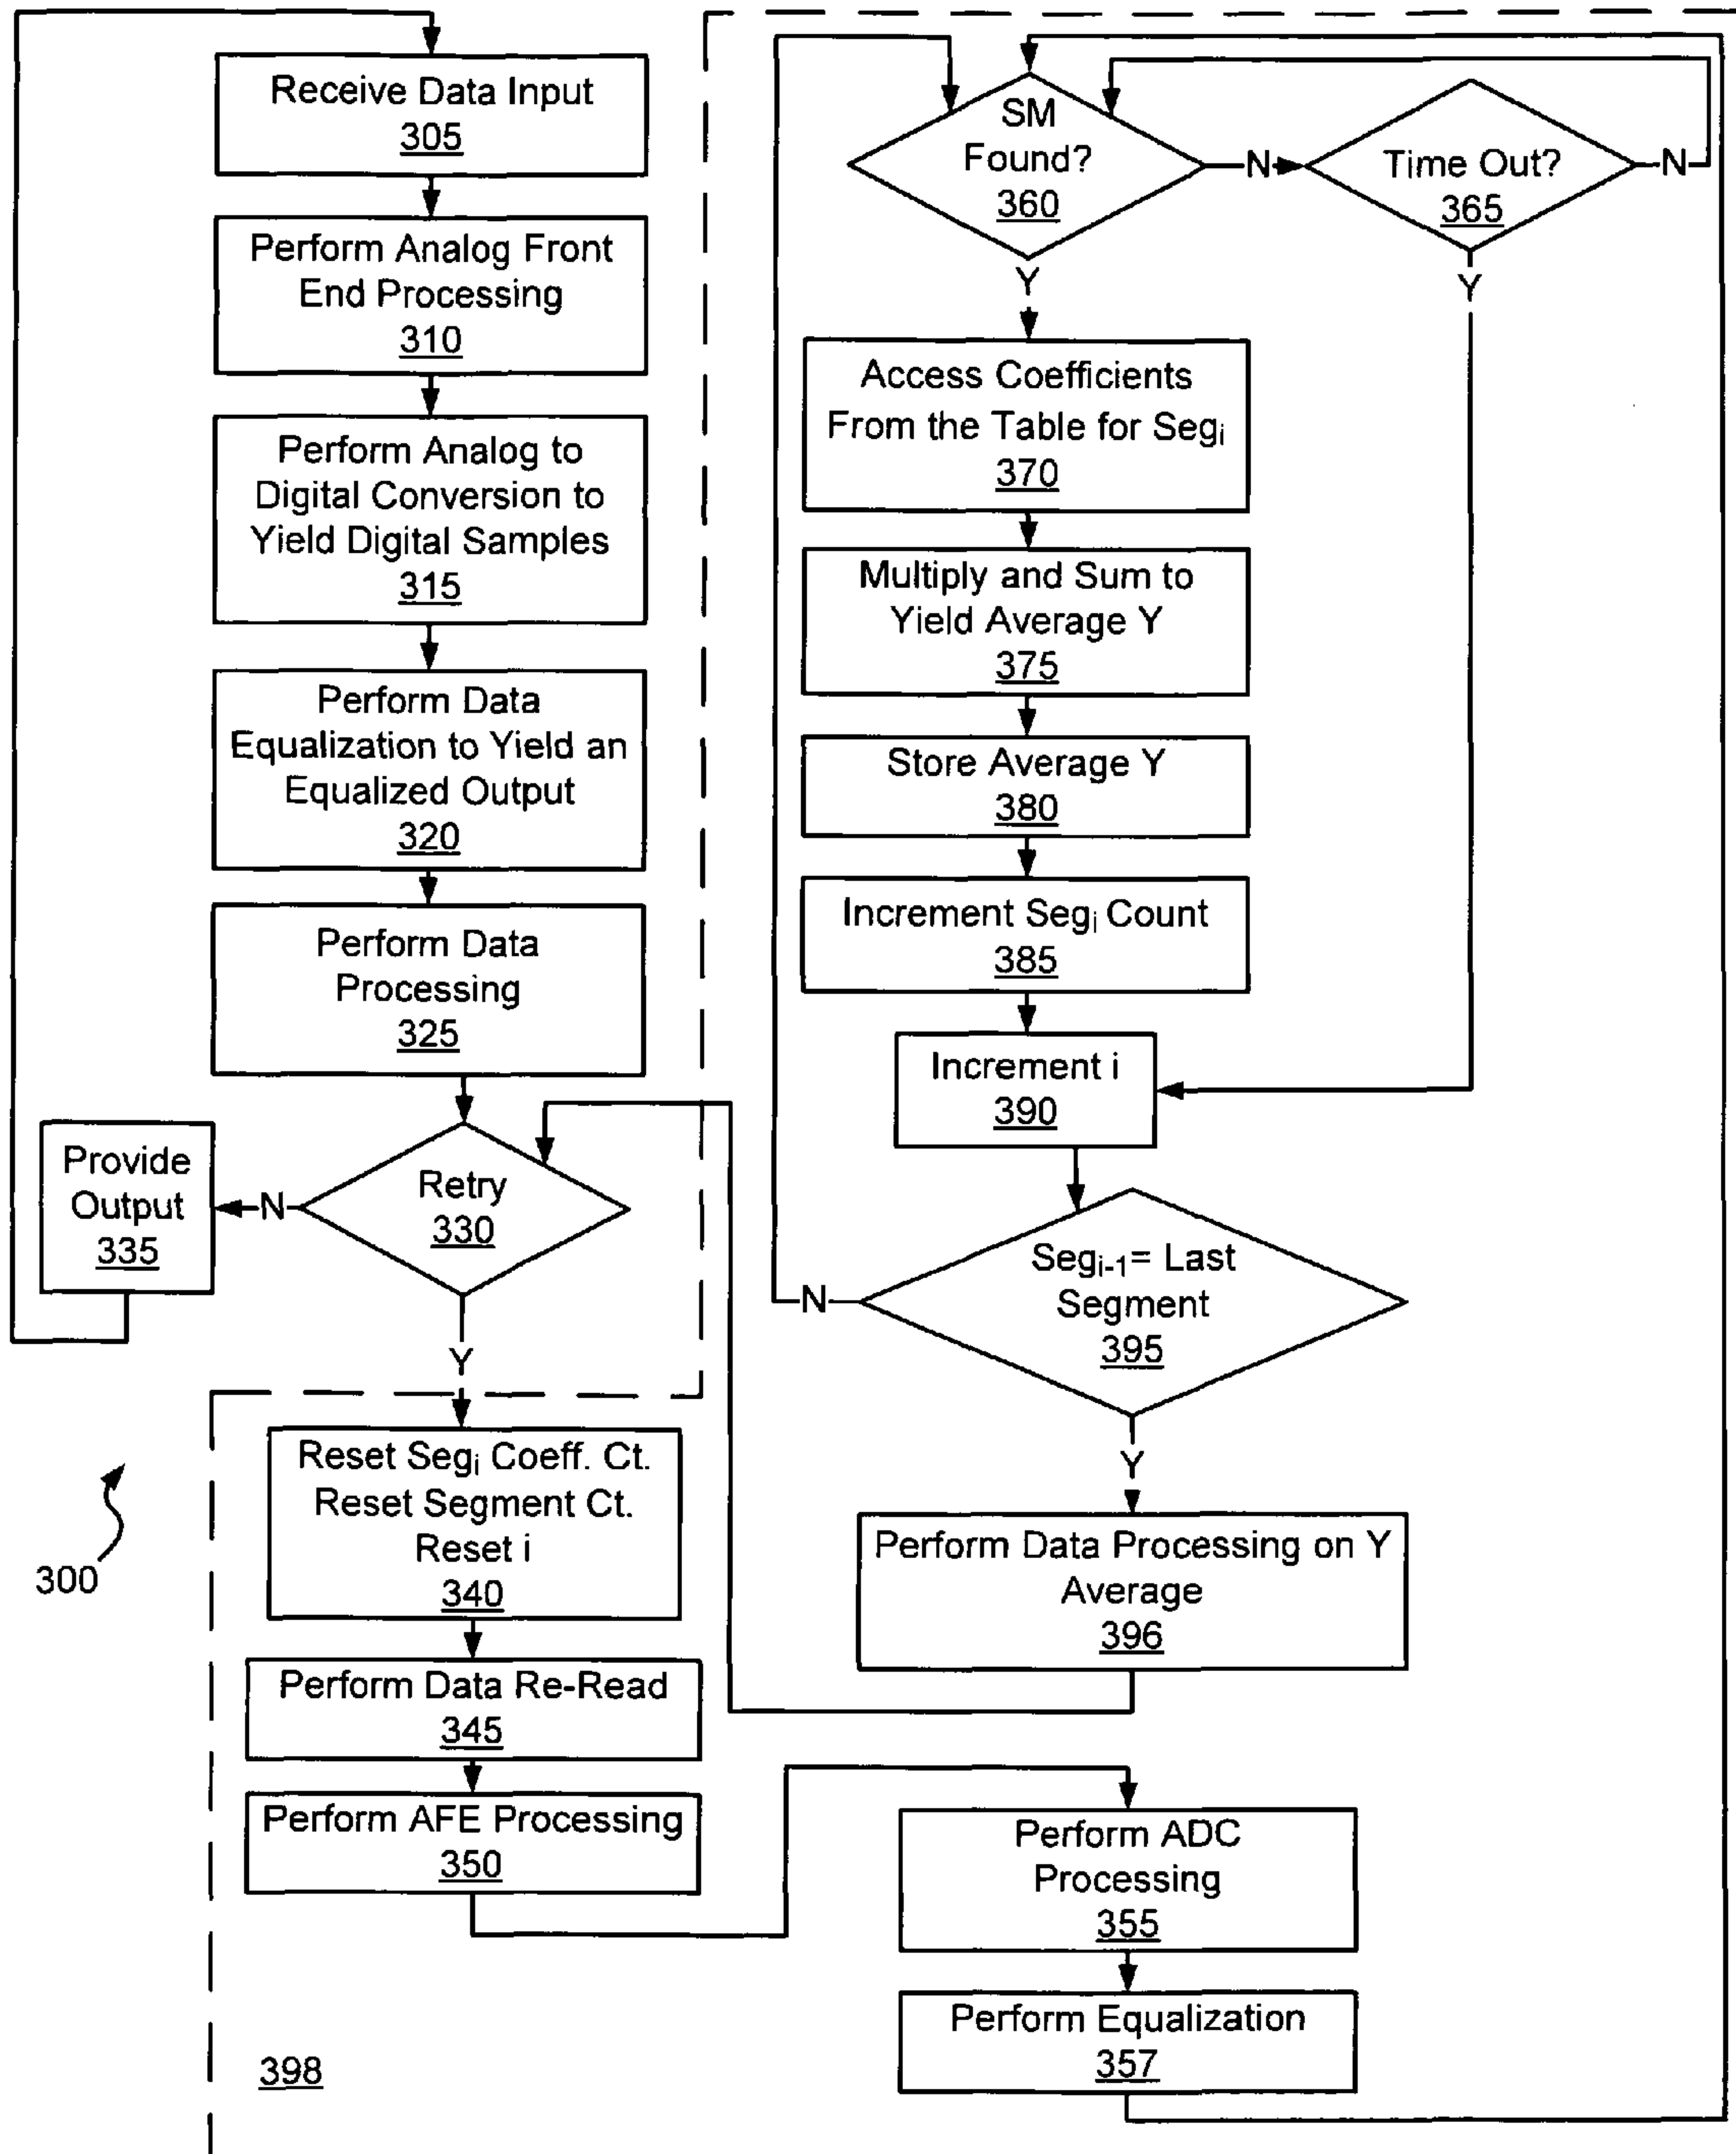 Receive Data Input
305
Perform Analog Front
End Processing
310
Perform Analog to
Digital Conversion to
Yield Digital Samples
315
Perform Data
Equalization to Yield an
Equalized Output
320
Perform Data
Processing
325
Retry
330
N
Provide
Output
335
Y
Reset Segᵢ Coeff. Ct.
Reset Segment Ct.
Reset i
340
Perform Data Re-Read
345
Perform AFE Processing
350
300
398
SM
Found?
360
N
Time Out?
365
N
Y
Y
Access Coefficients
From the Table for Segᵢ
370
Multiply and Sum to
Yield Average Y
375
Store Average Y
380
Increment Segᵢ Count
385
Increment i
390
Segᵢ₋₁= Last
Segment
395
N
Y
Perform Data Processing on Y
Average
396
Perform ADC
Processing
355
Perform Equalization
357